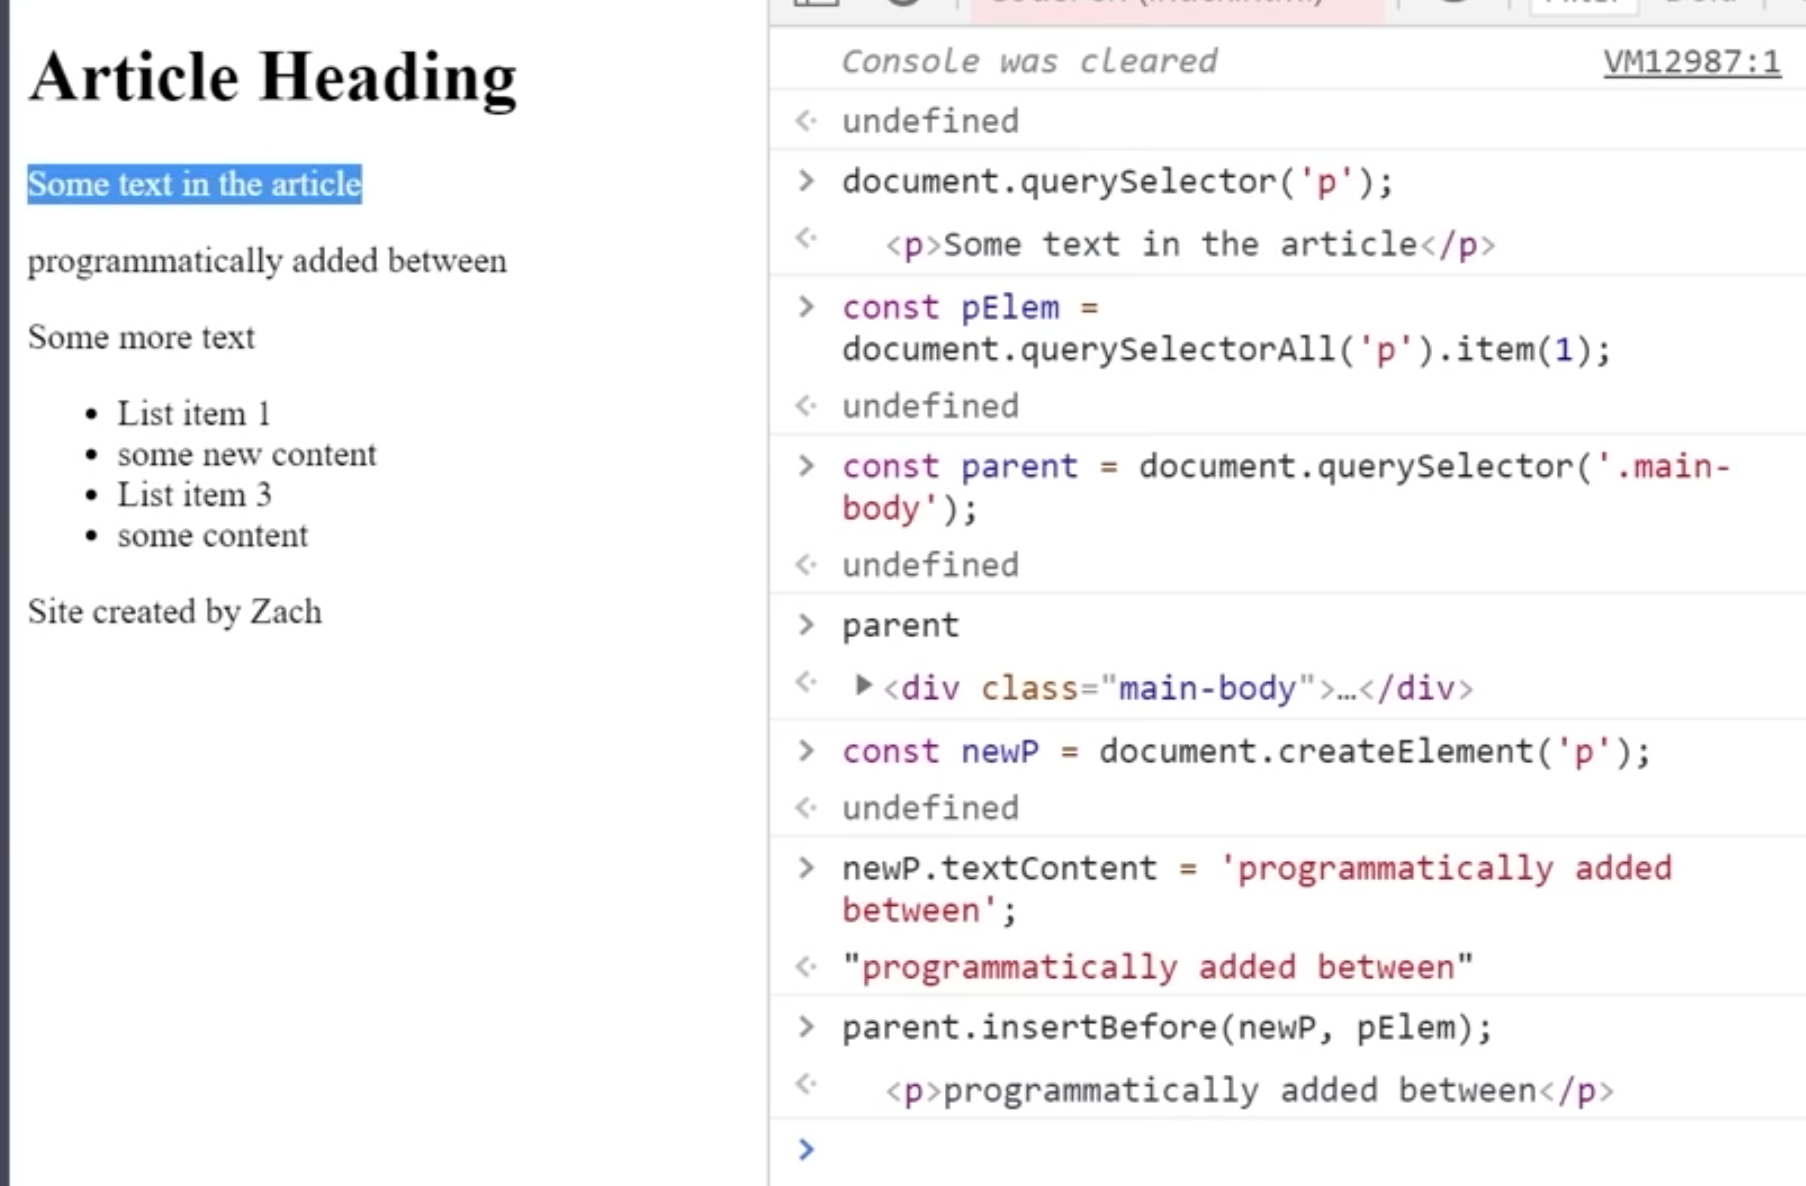 Article Heading
Some text in the article
programmatically added between
Some more text
• List item 1
• some new content
• List item 3
• some content
Site created by Zach
Console was cleared VM12987:1
undefined
document.querySelector('p');
<p>Some text in the article</p>
const pElem =
document.querySelectorAll('p').item(1);
undefined
const parent = document.querySelector('.main-
body');
undefined
parent
<div class="main-body">…</div>
const newP = document.createElement('p');
undefined
newP.textContent = 'programmatically added
between';
"programmatically added between"
parent.insertBefore(newP, pElem);
<p>programmatically added between</p>